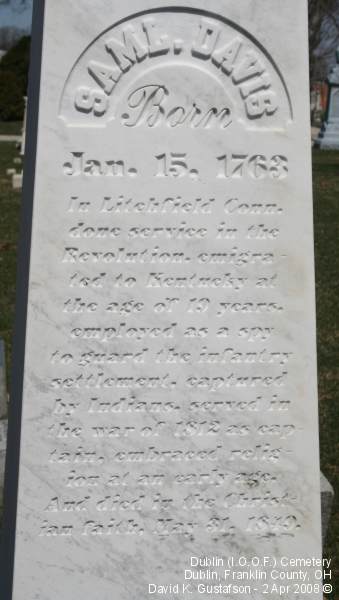 SAML. DAVIS
Born
Jan. 15. 1763
In Litchfield Conn.
done service in the
Revolution. emigra-
ted to Kentucky at
the age of 19 years.
employed as a spy
to guard the infantry
settlement. captured
by Indians. served in
the war of 1812 as cap-
tain. embraced relig-
ion at an early age.
And died in the Christ-
ian faith, May 31. 1849.
Dublin (I.O.O.F.) Cemetery
Dublin, Franklin County, OH
David K. Gustafson - 2 Apr 2008 ©